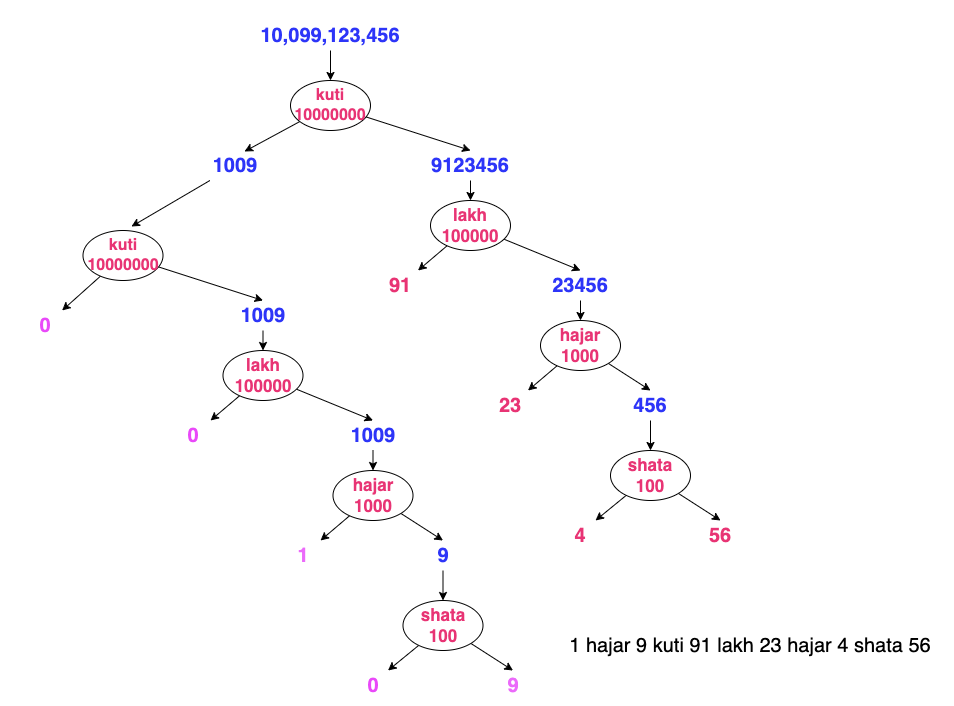 10,099,123,456
kuti
10000000
1009
9123456
lakh
100000
kuti
10000000
91
23456
0
1009
hajar
1000
lakh
100000
23
456
0
1009
shata
100
hajar
1000
4
56
1
9
shata
100
1 hajar 9 kuti 91 lakh 23 hajar 4 shata 56
0
9